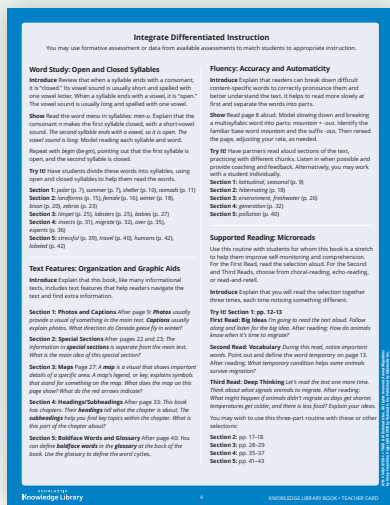 Integrate Differentiated Instruction
You may use formative assessment or data from available assessments to match students to appropriate instruction.
Word Study: Open and Closed Syllables
Introduce Review that when a syllable ends with a consonant,
it is "closed." Its vowel sound is usually short and spelled with
one vowel letter. When a syllable ends with a vowel, it is "open."
The vowel sound is usually long and spelled with one vowel.
Show Read the word menu in syllables: men-u. Explain that the
consonant n makes the first syllable closed, with a short-vowel
sound. The second syllable ends with a vowel, so it is open. The
vowel sound is long. Model reading each syllable and word.
Repeat with begin (be-gin), pointing out that the first syllable is
open, and the second syllable is closed.
Try It! Have students divide these words into syllables, using
open and closed syllables to help them read the words.
Section 1: polar (p. 7), summer (p. 7), shelter (p. 10), nomads (p. 11)
Section 2: landforms (p. 15), female (p. 16), winter (p. 18),
bison (p. 20), zebras (p. 23)
Section 3: limpet (p. 25), lobsters (p. 25), babies (p. 27)
Section 4: insects (p. 31), migrate (p. 32), over (p. 35),
experts (p. 36)
Section 5: stressful (p. 39), travel (p. 40), humans (p. 42),
labeled (p. 42)
Text Features: Organization and Graphic Aids
Introduce Explain that this book, like many informational
texts, includes text features that help readers navigate the
text and find extra information.
Section 1: Photos and Captions After page 9: Photos usually
provide a visual of something in the main text. Captions usually
explain photos. What direction do Canada geese fly in winter?
Section 2: Special Sections After pages 22 and 23: The
information in special sections is separate from the main text.
What is the main idea of this special section?
Section 3: Maps Page 27: A map is a visual that shows important
details of a specific area. A map's legend, or key, explains symbols
that stand for something on the map. What does the map on this
page show? What do the red arrows indicate?
Section 4: Headings/Subheadings After page 33: This book
has chapters. Their headings tell what the chapter is about. The
subheadings help you find key topics within the chapter. What is
this part of the chapter about?
Section 5: Boldface Words and Glossary After page 40: You
can define boldface words in the glossary at the back of the
book. Use the glossary to define the word cycles.
Fluency: Accuracy and Automaticity
Introduce Explain that readers can break down difficult
content-specific words to correctly pronounce them and
better understand the text. It helps to read more slowly at
first and separate the words into parts.
Show Read page 8 aloud. Model slowing down and breaking
a multisyllabic word into parts: mountain + -ous. Identify the
familiar base word mountain and the suffix -ous. Then reread
the page, adjusting your rate, as needed.
Try It! Have partners read aloud sections of the text,
practicing with different chunks. Listen in when possible and
provide coaching and feedback. Alternatively, you may work
with a student individually.
Section 1: latitudinal, seasonal (p. 9)
Section 2: hibernating (p. 18)
Section 3: environment, freshwater (p. 26)
Section 4: generation (p. 32)
Section 5: pollution (p. 40)
Supported Reading: Microreads
Use this routine with students for whom this book is a stretch
to help improve self-monitoring and comprehension.
For the First Read, read the selection aloud. For the Second
and Third Reads, choose from choral-reading, echo-reading,
or read-and-retell.
Introduce Explain that you will read the selection together
three times, each time noticing something different.
Try It! Section 1: pp. 12–13
First Read: Big Ideas I'm going to read the text aloud. Follow
along and listen for the big idea. After reading: How do animals
know when it's time to migrate?
Second Read: Vocabulary During this read, notice important
words. Point out and define the word temporary on page 13.
After reading: What temporary condition helps some animals
survive migration?
Third Read: Deep Thinking Let's read the text one more time.
Think about what signals animals to migrate. After reading:
What might happen if animals didn't migrate as days get shorter,
temperatures get colder, and there is less food? Explain your ideas.
You may wish to use this three-part routine with these or other
selections:
Section 2: pp. 17–18
Section 3: pp. 28–29
Section 4: pp. 35–37
Section 5: pp. 41–43
SCHOLASTIC
Knowledge Library
4
KNOWLEDGE LIBRARY BOOK • TEACHER CARD